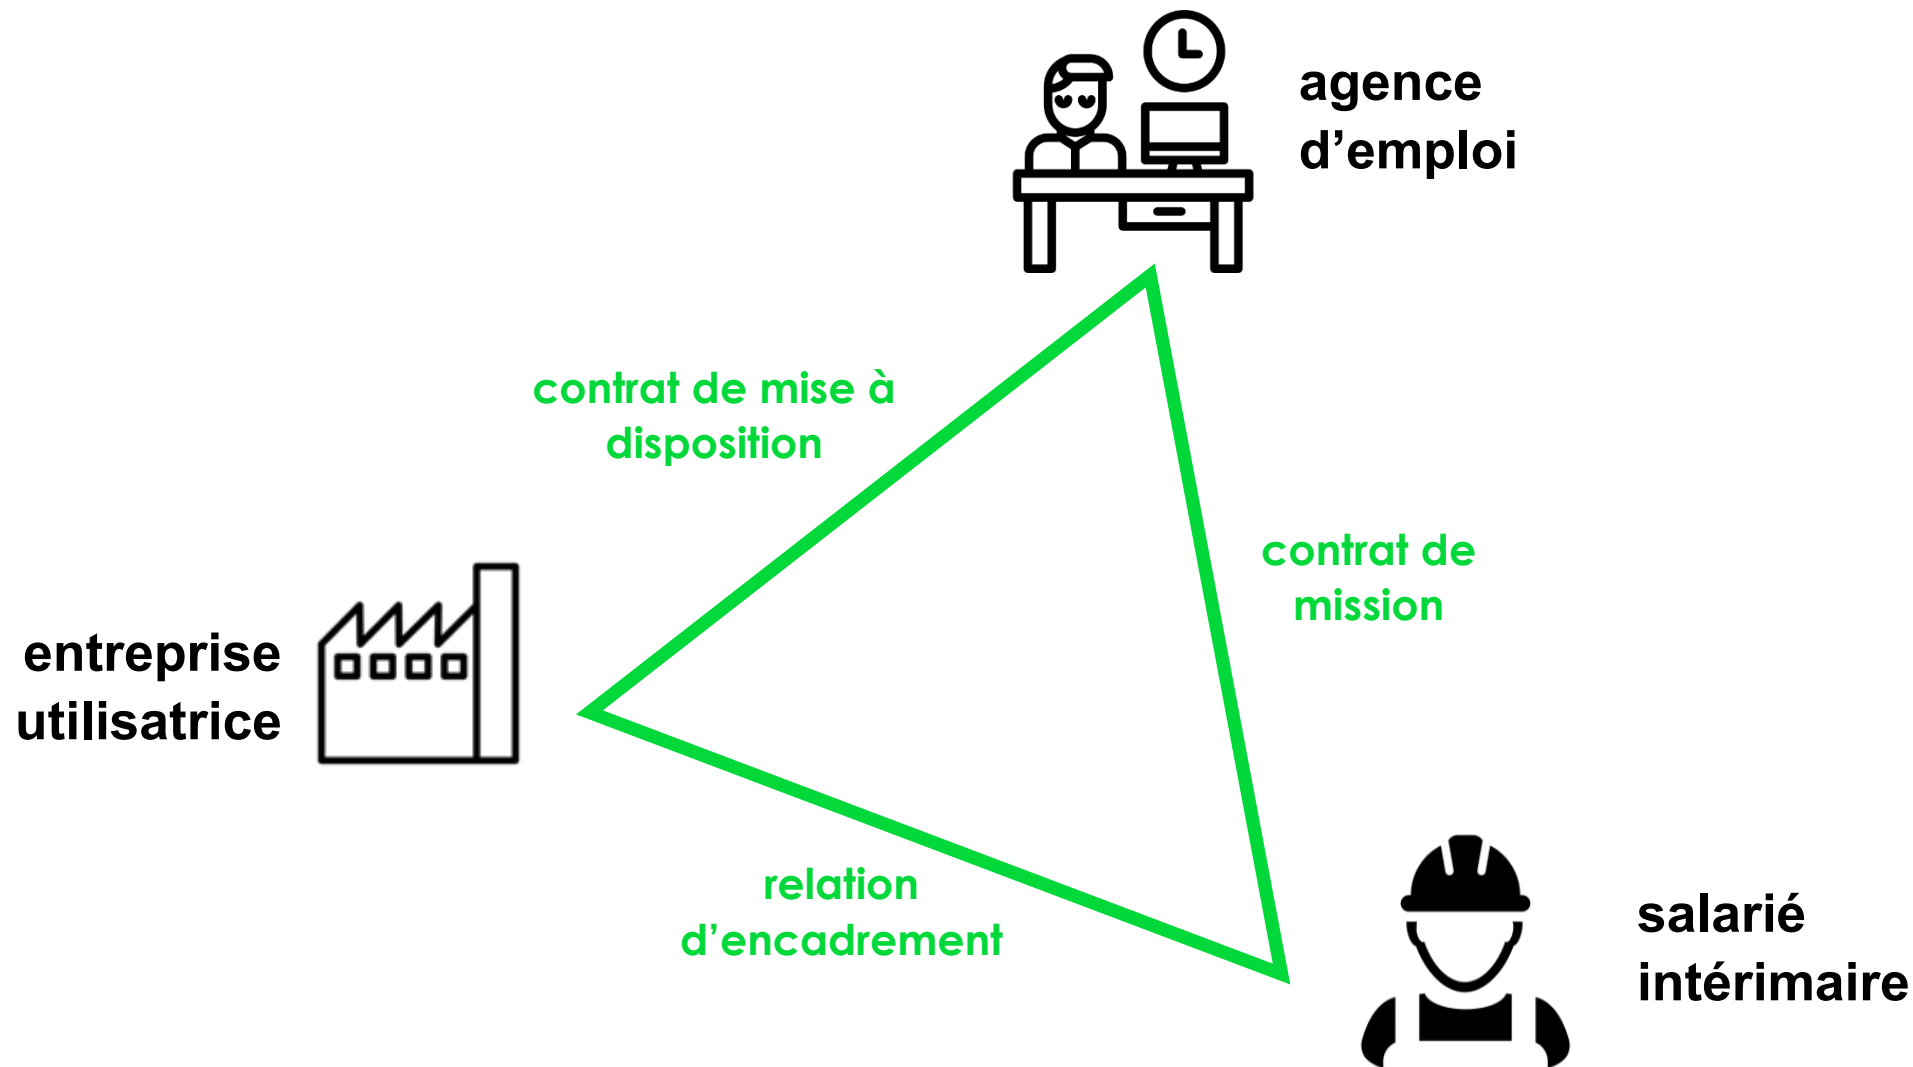 agence
d’emploi
contrat de mise à
disposition
contrat de
mission
entreprise
utilisatrice
relation
d’encadrement
salarié
intérimaire